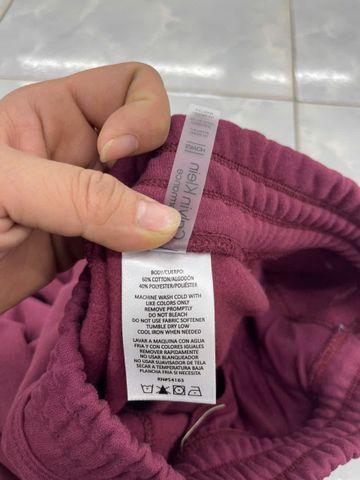 Calvin Klein
BODY/CUERPO:
60% COTTON/ALGODÓN
40% POLYESTER/POLIÉSTER
MACHINE WASH COLD WITH
LIKE COLORS ONLY
REMOVE PROMPTLY
DO NOT BLEACH
DO NOT USE FABRIC SOFTENER
TUMBLE DRY LOW
COOL IRON WHEN NEEDED
LAVAR A MAQUINA CON AGUA
FRIA Y CON COLORES IGUALES
REMOVER RAPIDAMENTE
NO USAR BLANQUEADOR
NO USAR SUAVISADOR DE TELA
SECAR A TEMPERATURA BAJA
PLANCHA FRIA SI ES NECESARIO
RN#54163